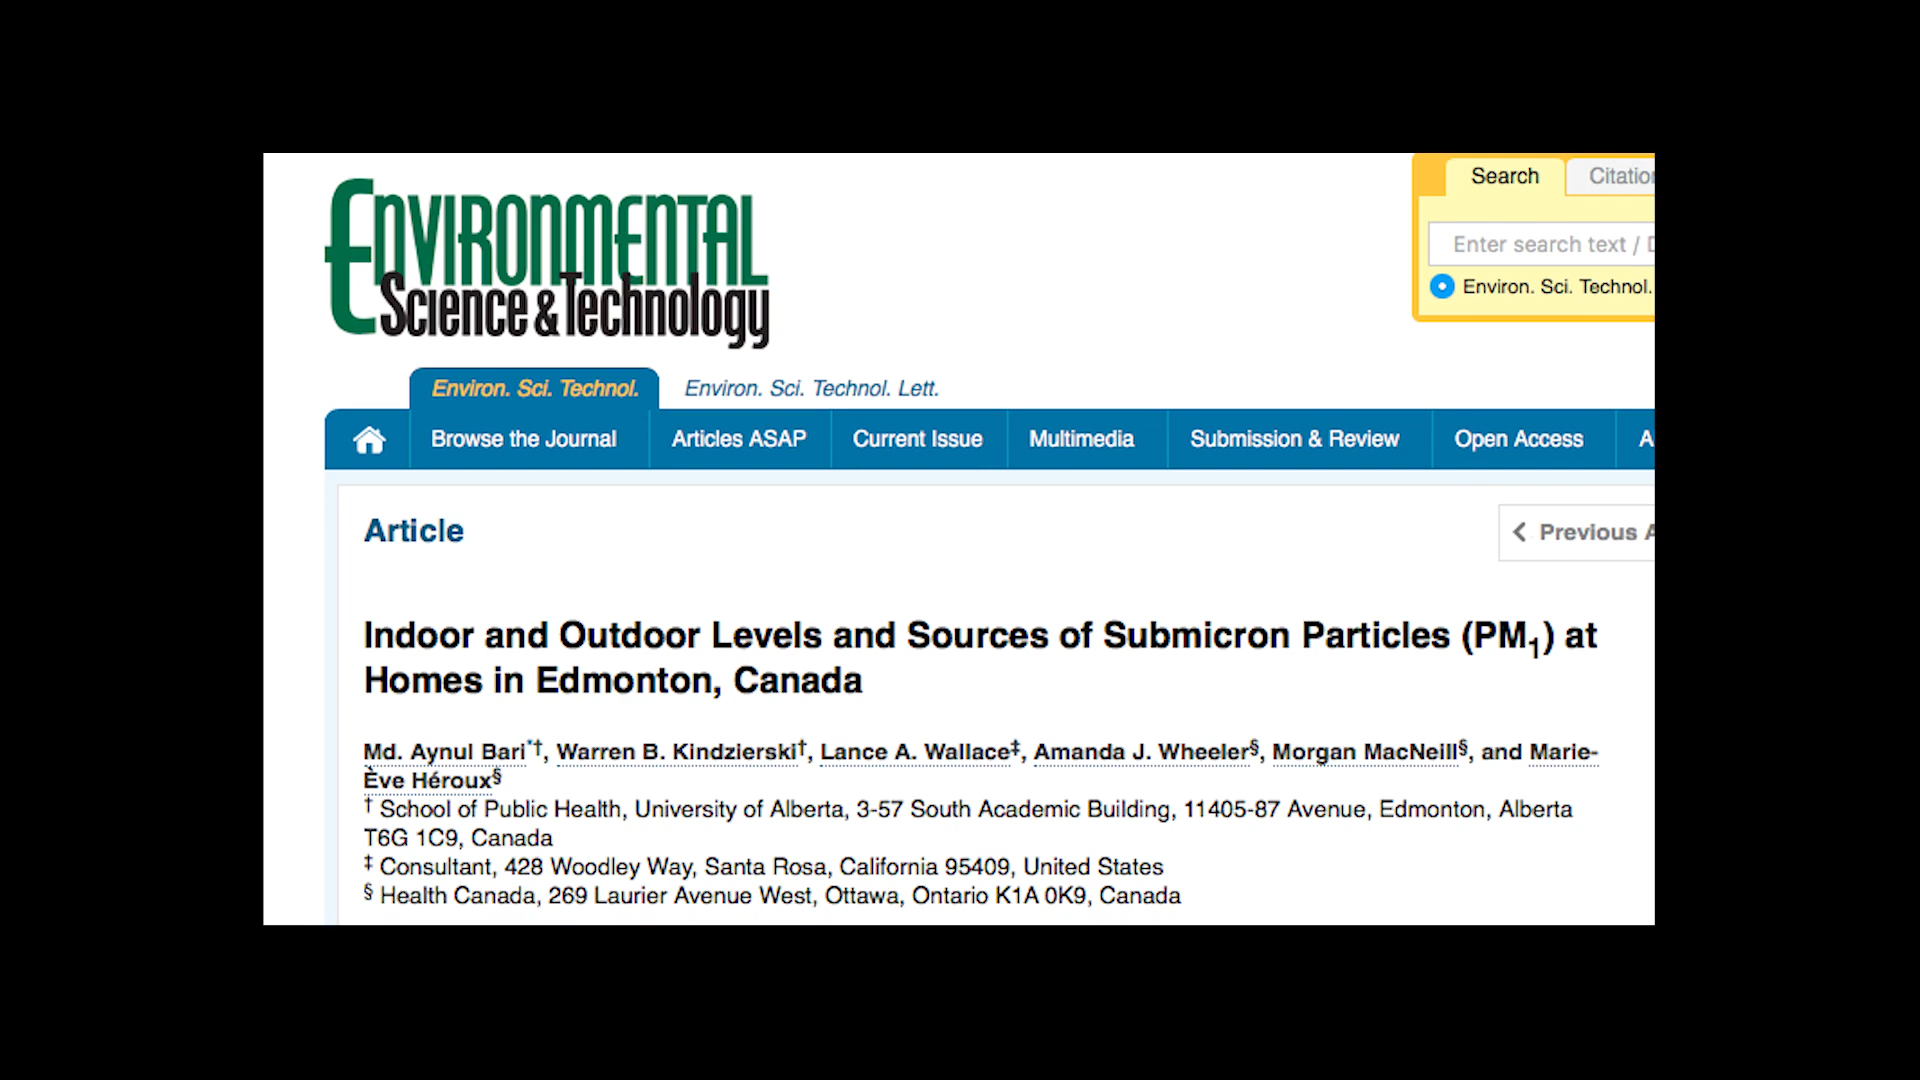 ENVIRONMENTAL
Science & Technology
Search
Citatio
Enter search text /
Environ. Sci. Technol.
Environ. Sci. Technol.
Environ. Sci. Technol. Lett.
Browse the Journal
Articles ASAP
Current Issue
Multimedia
Submission & Review
Open Access
A
Article
Previous A
Indoor and Outdoor Levels and Sources of Submicron Particles (PM₁) at
Homes in Edmonton, Canada
Md. Aynul Bari*†, Warren B. Kindzierski†, Lance A. Wallace‡, Amanda J. Wheeler§, Morgan MacNeill§, and Marie-
Ève Héroux§
† School of Public Health, University of Alberta, 3-57 South Academic Building, 11405-87 Avenue, Edmonton, Alberta
T6G 1C9, Canada
‡ Consultant, 428 Woodley Way, Santa Rosa, California 95409, United States
§ Health Canada, 269 Laurier Avenue West, Ottawa, Ontario K1A 0K9, Canada